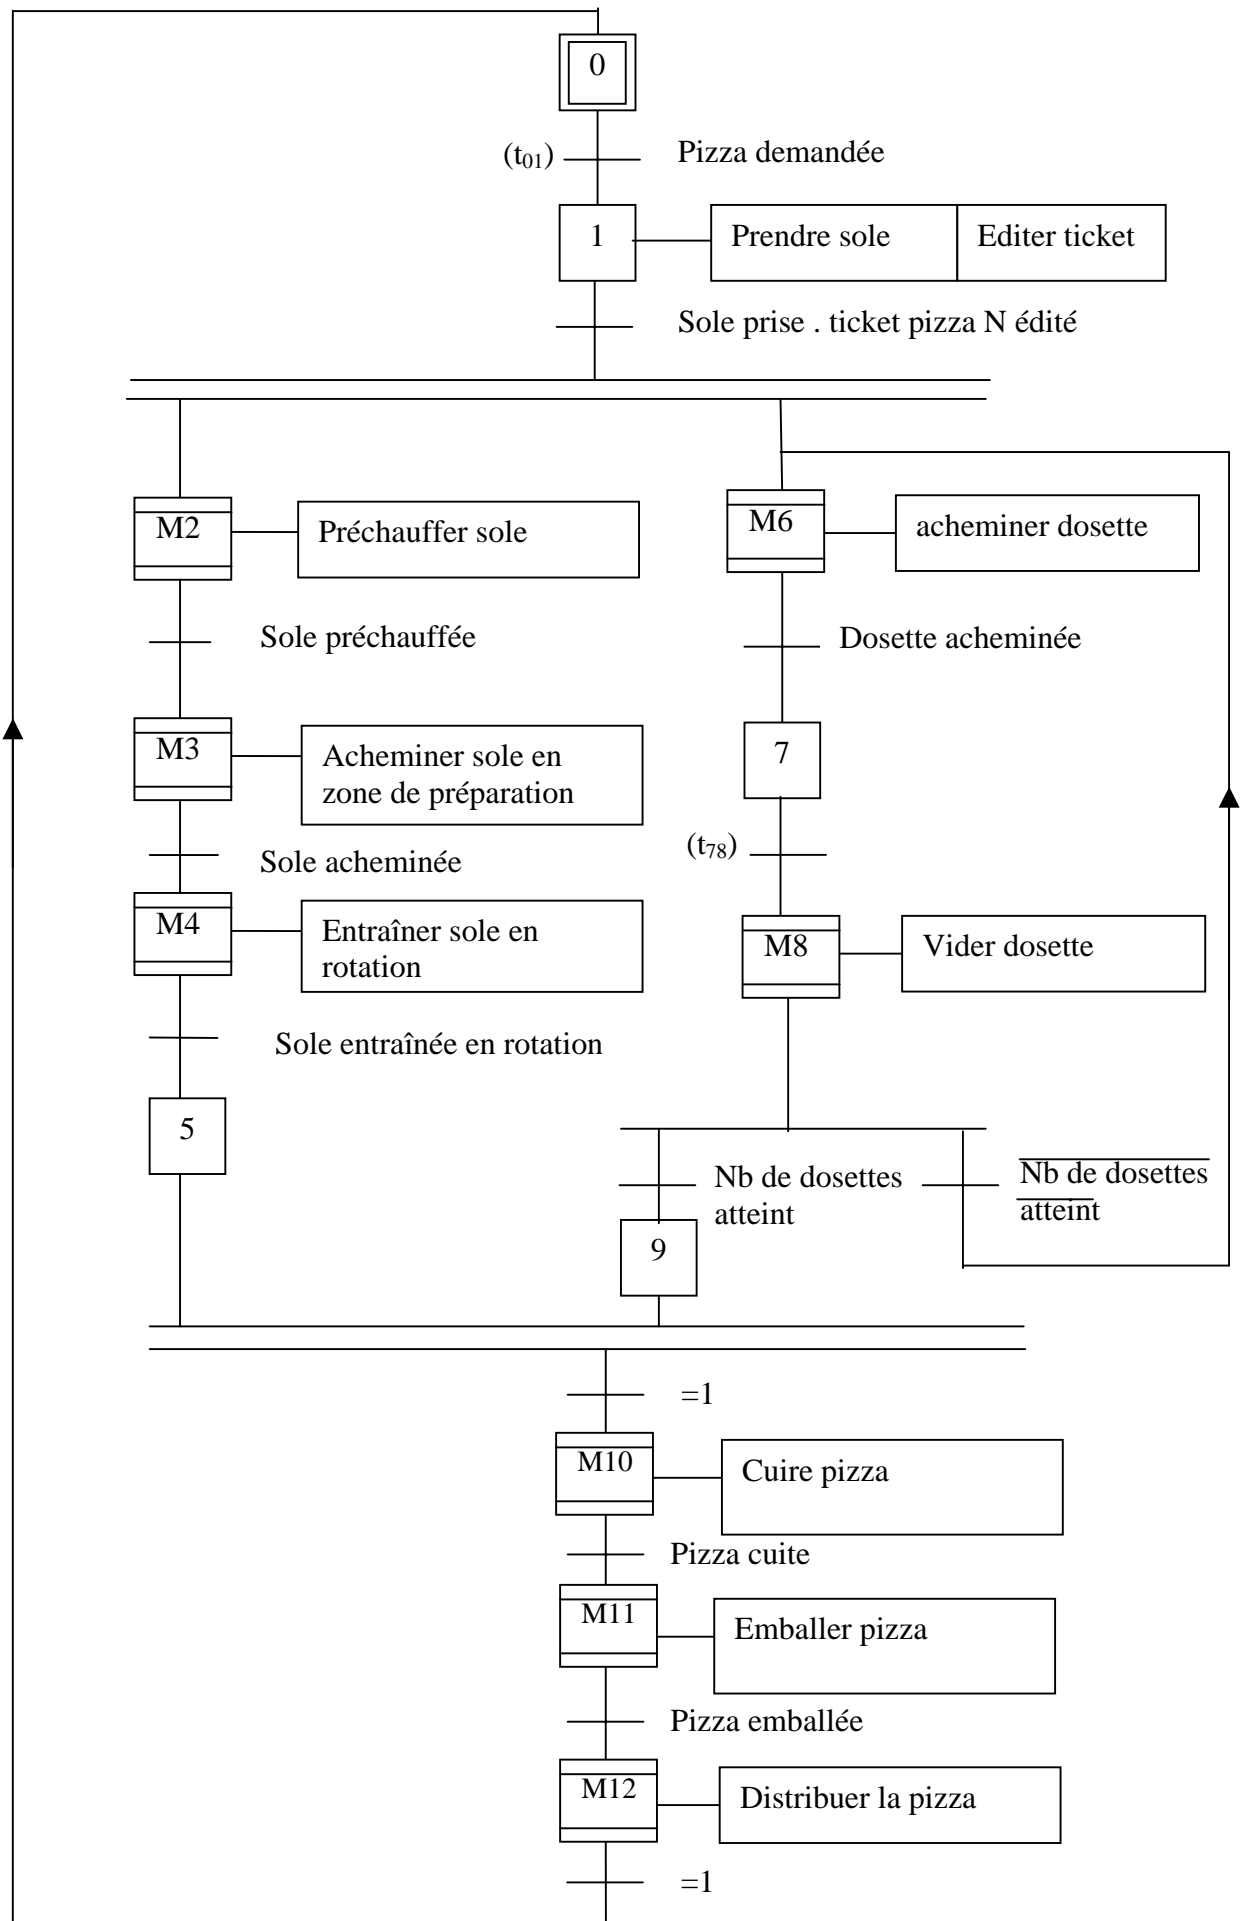 0
(t01) Pizza demandée
1 Prendre sole Editer ticket
Sole prise . ticket pizza N édité
M2 Préchauffer sole
M6 acheminer dosette
Sole préchauffée
Dosette acheminée
M3 Acheminer sole en
zone de préparation
7
(t78)
Sole acheminée
M4 Entraîner sole en
rotation
M8 Vider dosette
Sole entraînée en rotation
5
Nb de dosettes
atteint
Nb de dosettes
atteint
9
=1
M10 Cuire pizza
Pizza cuite
M11 Emballer pizza
Pizza emballée
M12 Distribuer la pizza
=1